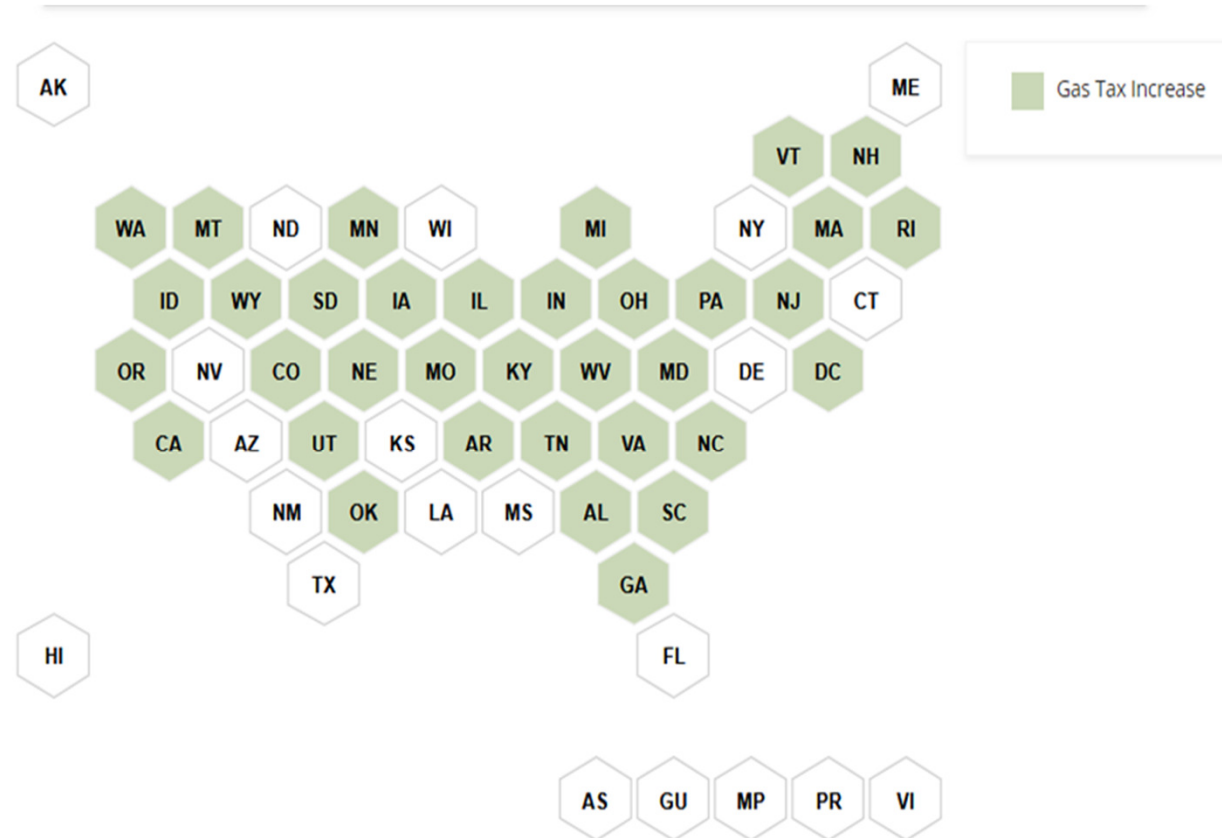 AK ME
Gas Tax Increase
VT NH
WA MT ND MN WI MI NY MA RI
ID WY SD IA IL IN OH PA NJ CT
OR NV CO NE MO KY WV MD DE DC
CA AZ UT KS AR TN VA NC
NM OK LA MS AL SC
TX GA
HI FL
AS GU MP PR VI